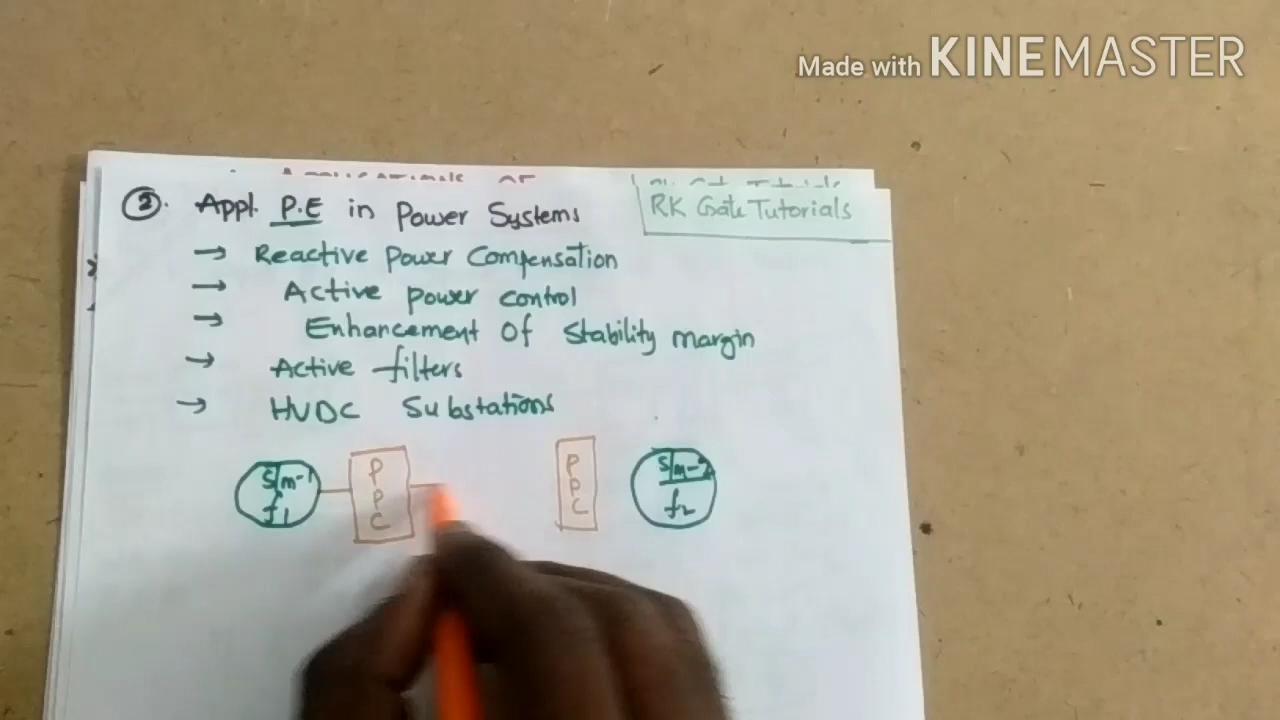 Made with KINEMASTER
②. Appl. P.E in Power Systems
RK Gate Tutorials
→ Reactive power Compensation
→ Active power control
→ Enhancement of Stability margin
→ Active filters
→ HVDC Substations
S/m-1
f1
P
P
C
P
P
C
S/m-2
f2